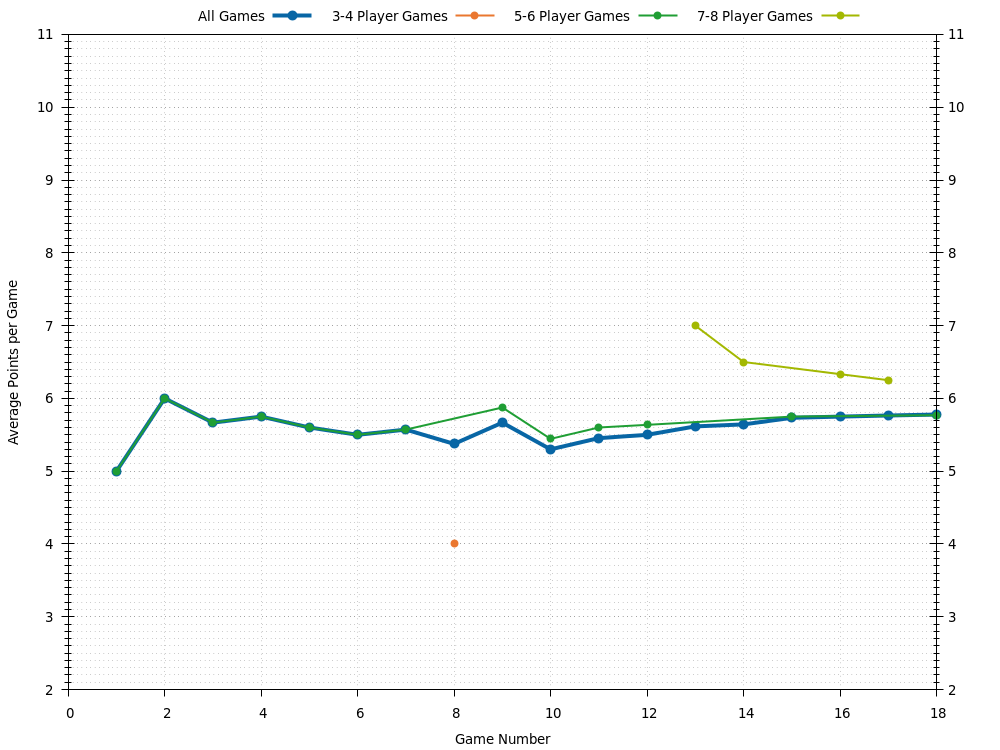 All Games 3-4 Player Games 5-6 Player Games 7-8 Player Games
11 11
10 10
9 9
8 8
7 7
6 6
5 5
4 4
3 3
2 2
Average Points per Game
0 2 4 6 8 10 12 14 16 18
Game Number